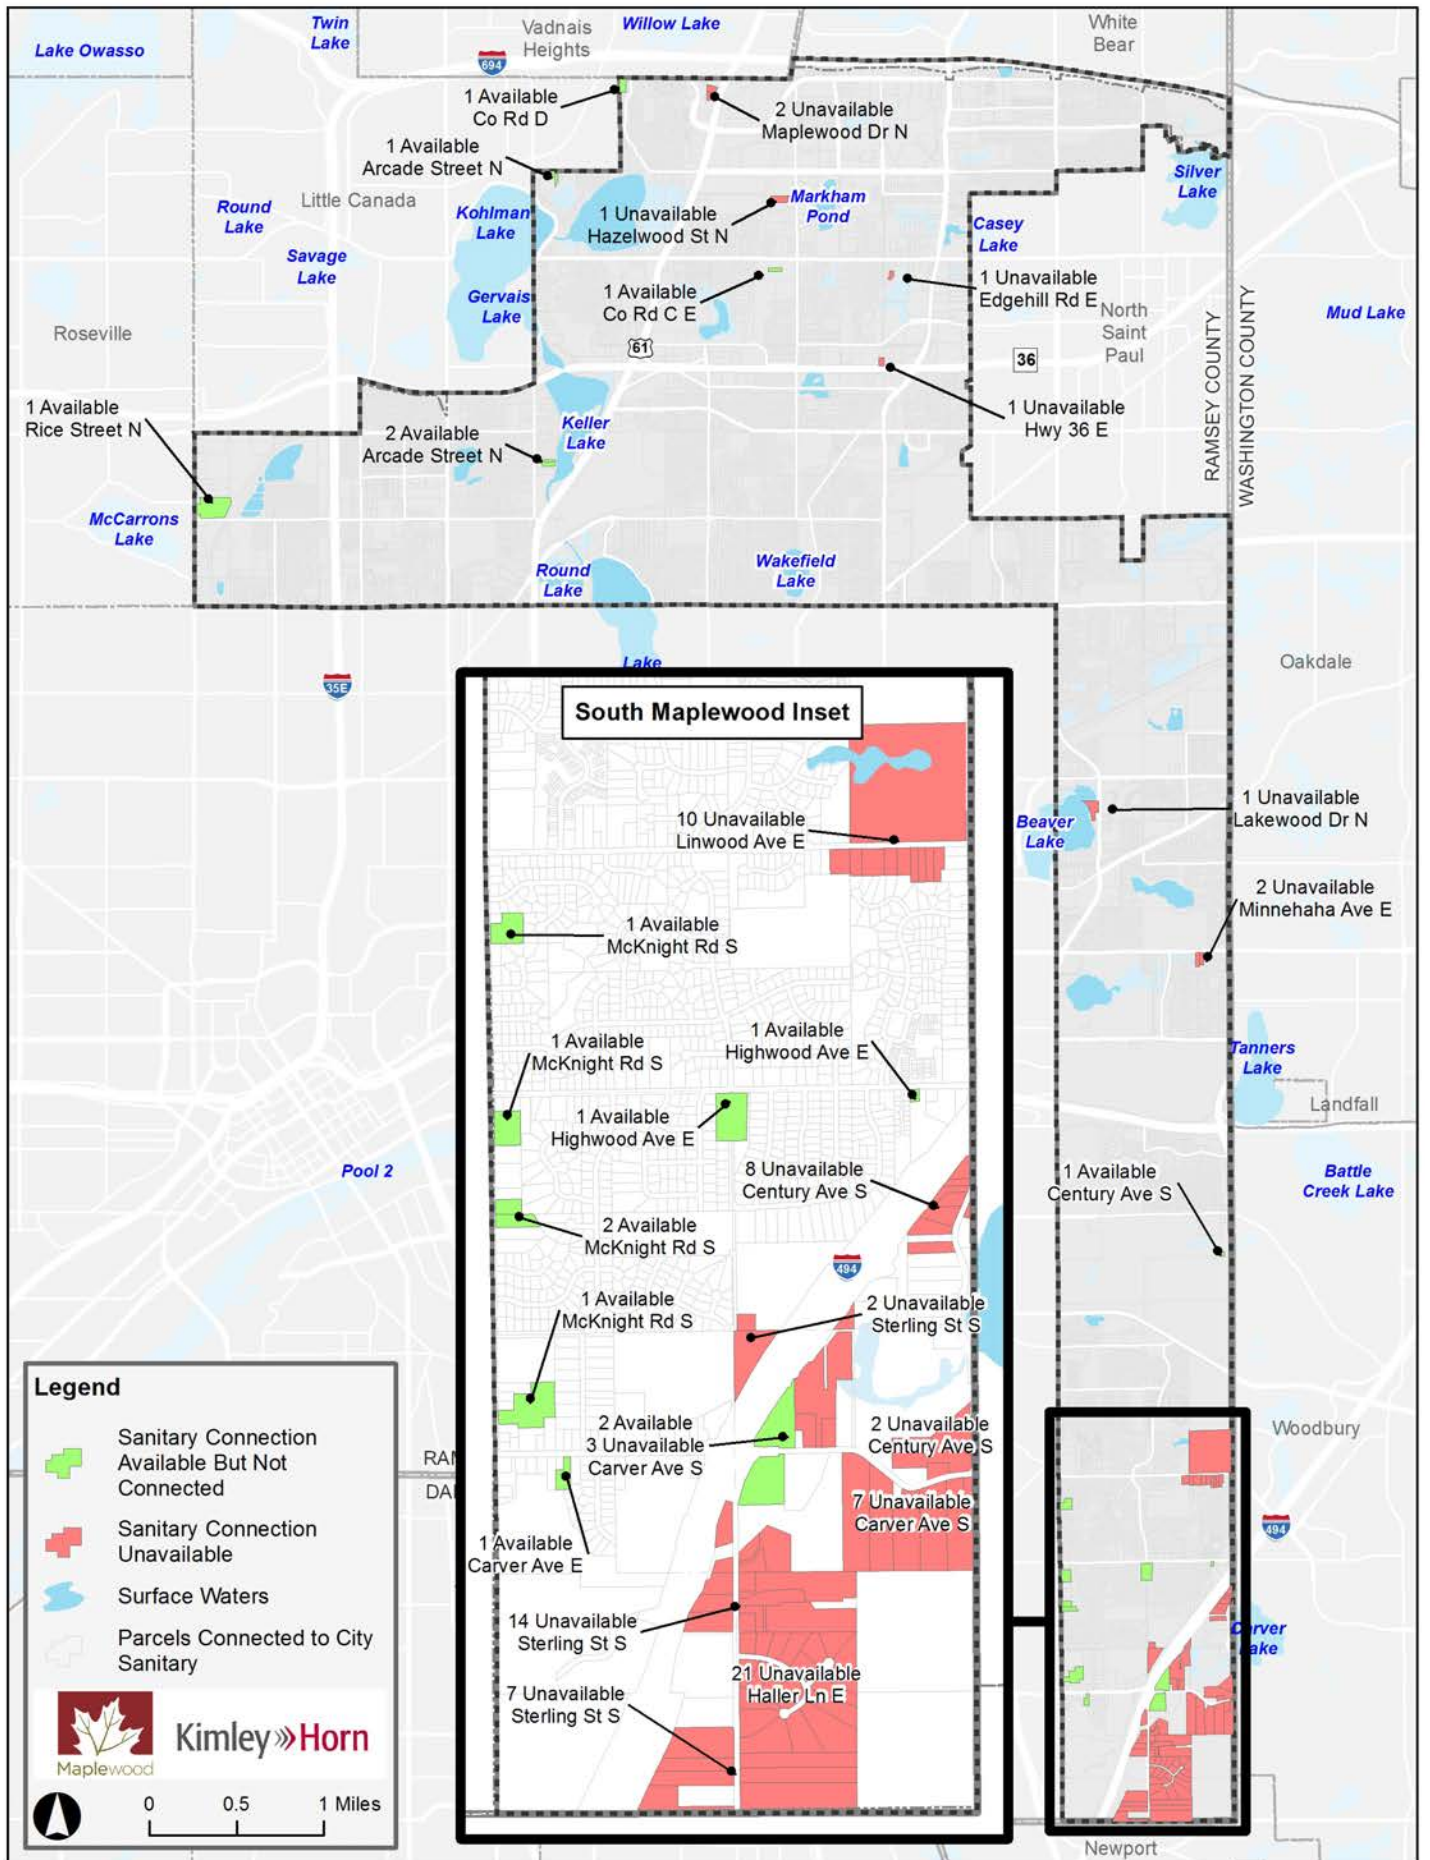 Twin
Lake
Vadnais
Heights
Willow Lake
White
Bear
Lake Owasso
694
1 Available
Co Rd D
2 Unavailable
Maplewood Dr N
1 Available
Arcade Street N
Silver
Lake
Little Canada
Round
Lake
Kohlman
Lake
1 Unavailable
Hazelwood St N
Markham
Pond
Casey
Lake
Savage
Lake
Gervais
Lake
1 Available
Co Rd C E
1 Unavailable
Edgehill Rd E
North
Saint
Paul
RAMSEY COUNTY
WASHINGTON COUNTY
Mud Lake
Roseville
61
36
1 Available
Rice Street N
2 Available
Arcade Street N
Keller
Lake
1 Unavailable
Hwy 36 E
McCarrons
Lake
Round
Lake
Wakefield
Lake
Lake
Oakdale
35E
South Maplewood Inset
10 Unavailable
Linwood Ave E
Beaver
Lake
1 Unavailable
Lakewood Dr N
2 Unavailable
Minnehaha Ave E
1 Available
McKnight Rd S
1 Available
McKnight Rd S
1 Available
Highwood Ave E
Tanners
Lake
Landfall
1 Available
Highwood Ave E
Pool 2
8 Unavailable
Century Ave S
1 Available
Century Ave S
Battle
Creek Lake
2 Available
McKnight Rd S
494
1 Available
McKnight Rd S
2 Unavailable
Sterling St S
2 Available
3 Unavailable
Carver Ave S
2 Unavailable
Century Ave S
Woodbury
RAM
DAK
7 Unavailable
Carver Ave S
494
1 Available
Carver Ave E
14 Unavailable
Sterling St S
Carver
Lake
21 Unavailable
Haller Ln E
7 Unavailable
Sterling St S
Newport
Legend
Sanitary Connection
Available But Not
Connected
Sanitary Connection
Unavailable
Surface Waters
Parcels Connected to City
Sanitary
Maplewood
Kimley»Horn
0 0.5 1 Miles